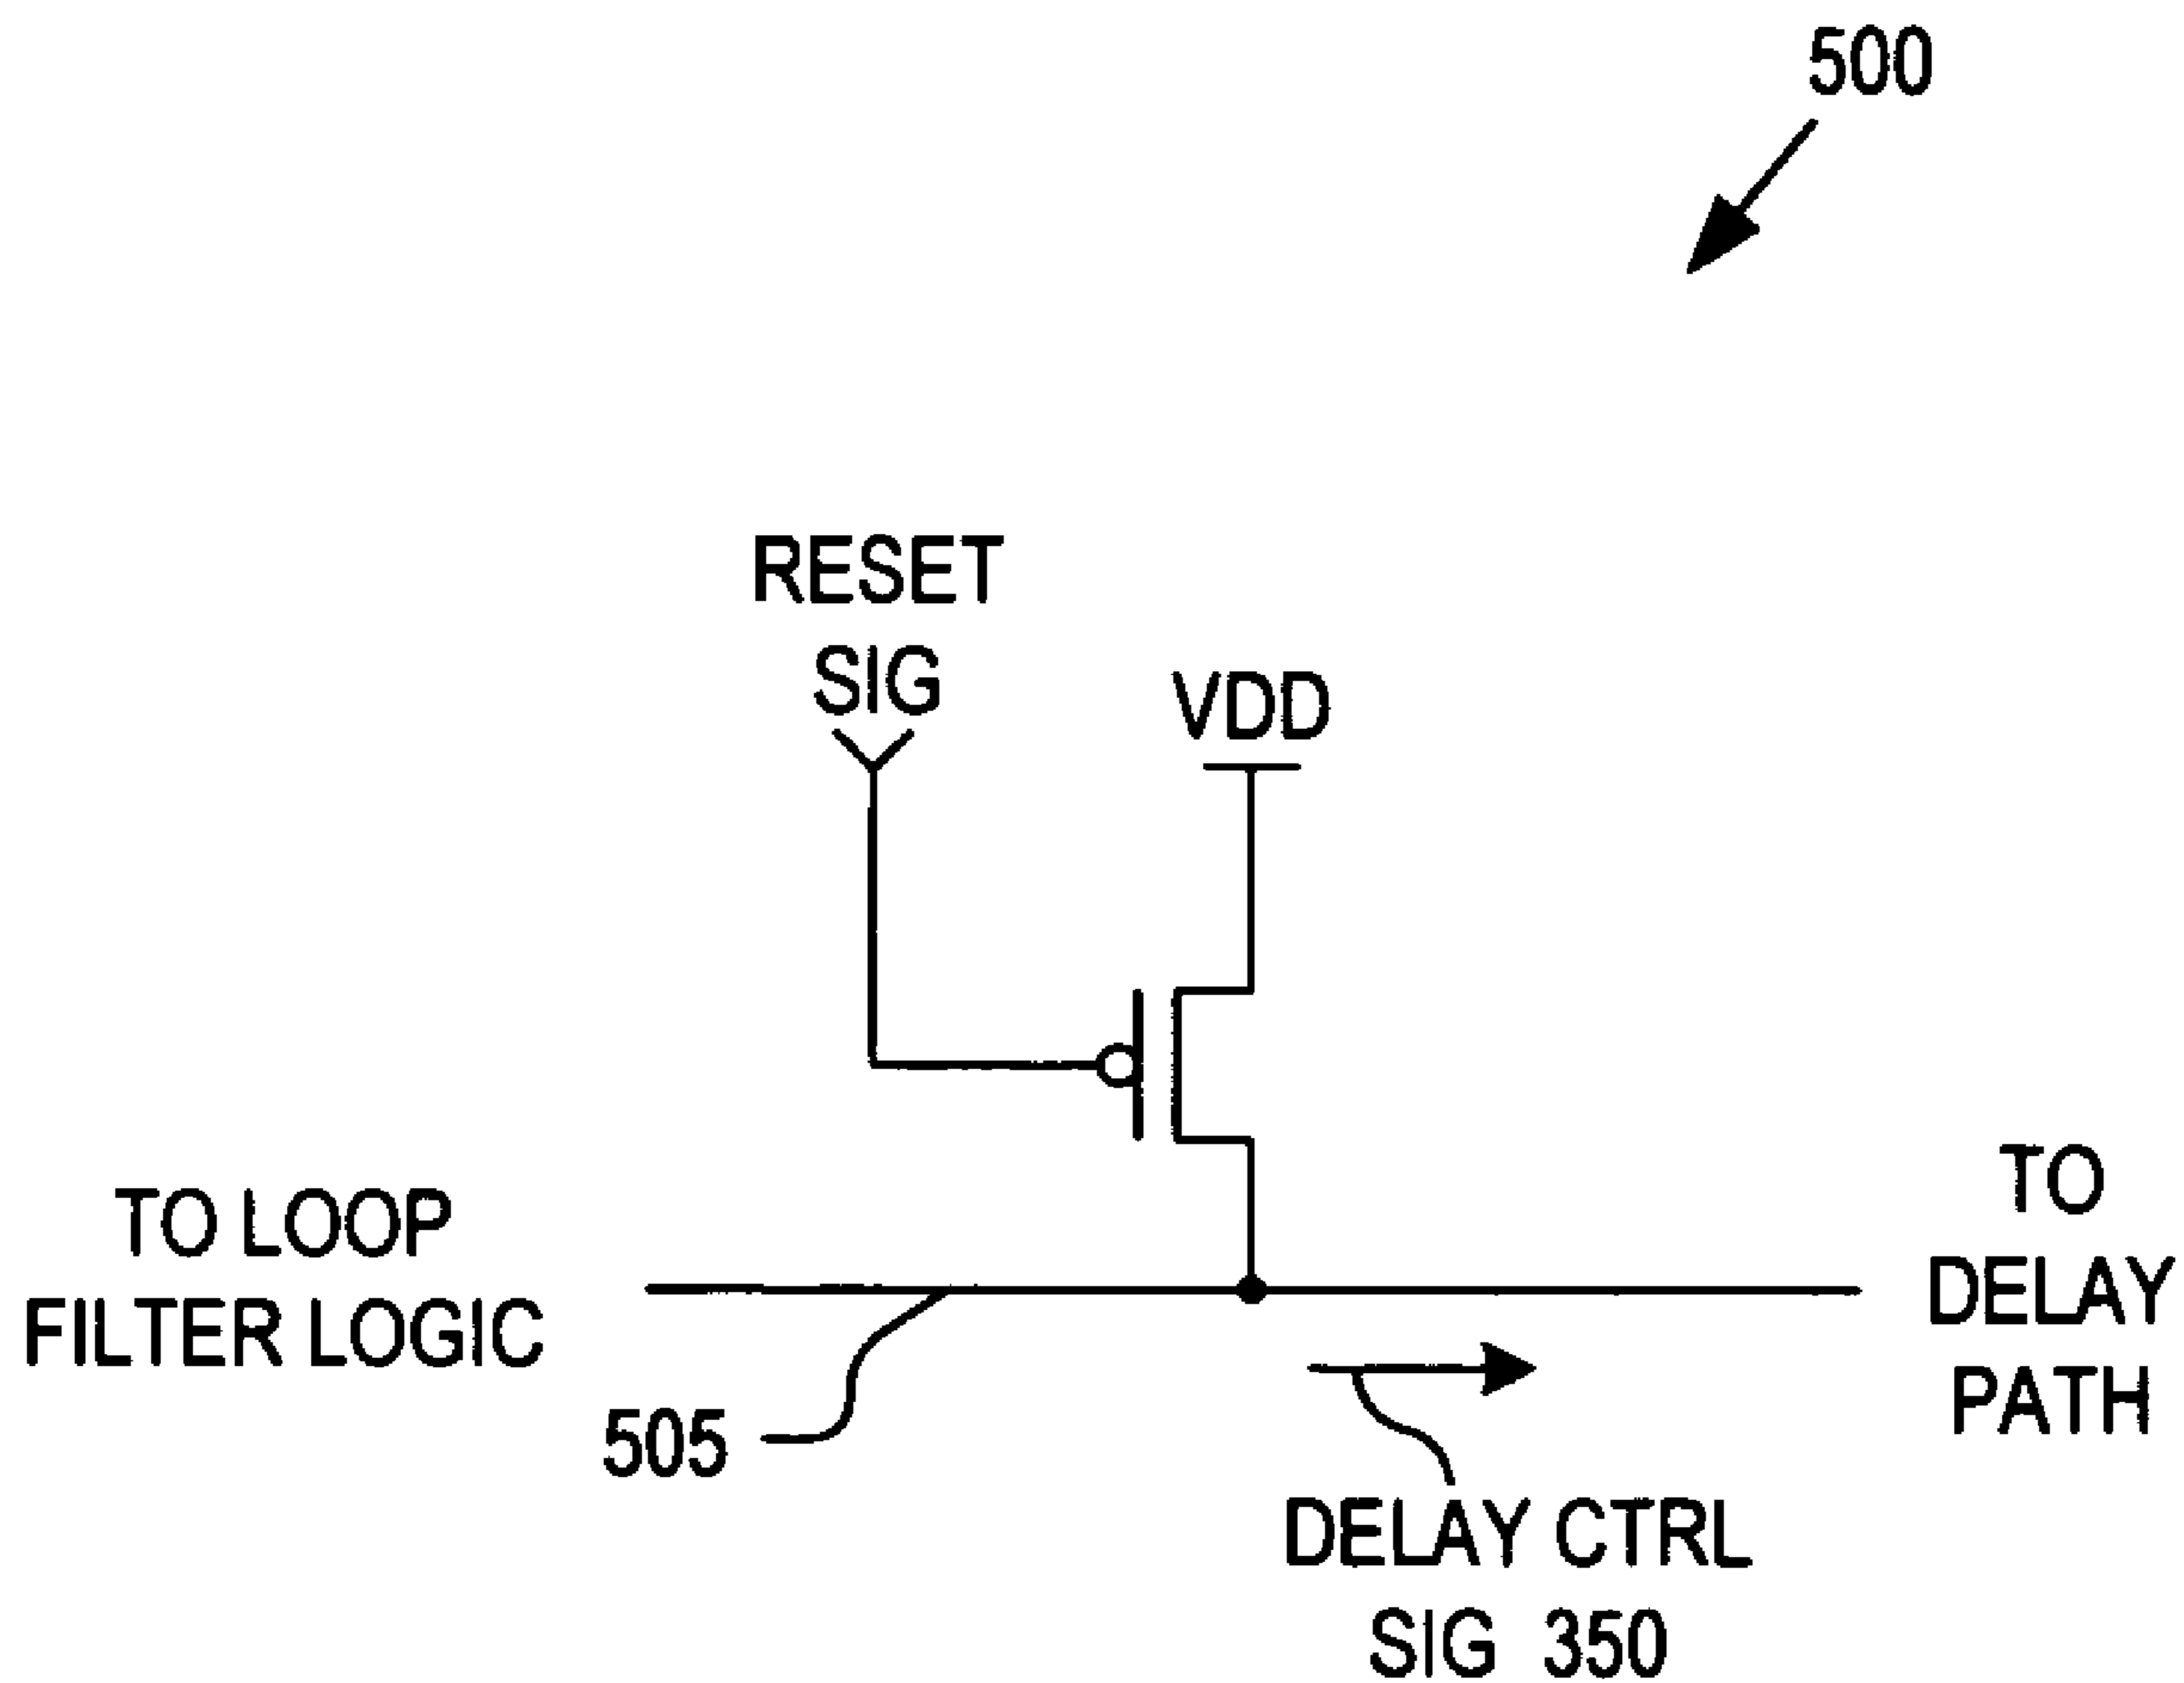 500
RESET
SIG
VDD
TO LOOP
FILTER LOGIC
TO
DELAY
PATH
505
DELAY CTRL
SIG 350